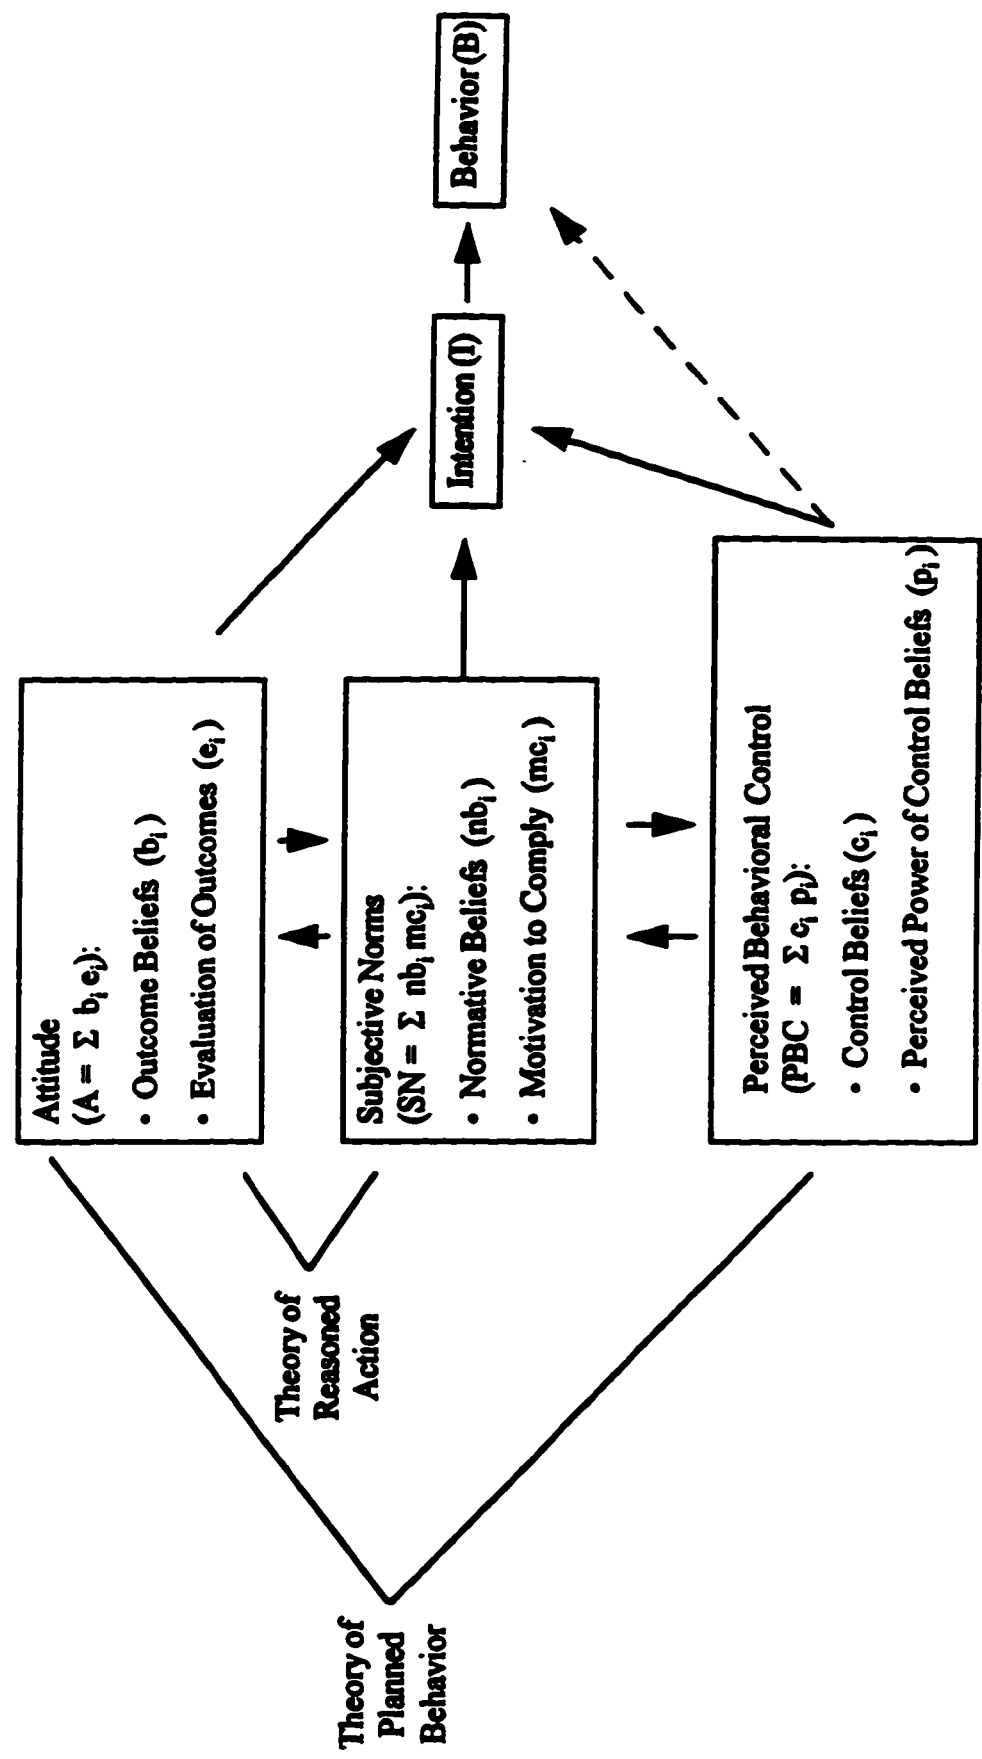 Theory of
Planned
Behavior
Theory of
Reasoned
Action
Attitude
(A = Σ bᵢ eᵢ):
• Outcome Beliefs (bᵢ)
• Evaluation of Outcomes (eᵢ)
Subjective Norms
(SN = Σ nbᵢ mcᵢ):
• Normative Beliefs (nbᵢ)
• Motivation to Comply (mcᵢ)
Perceived Behavioral Control
(PBC = Σ cᵢ pᵢ):
• Control Beliefs (cᵢ)
• Perceived Power of Control Beliefs (pᵢ)
Intention (I)
Behavior (B)